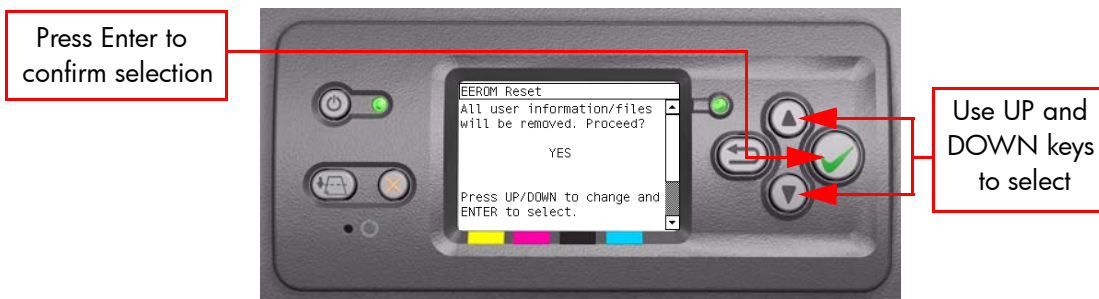 Press Enter to
confirm selection
EEROM Reset
All user information/files
will be removed. Proceed?
YES
Press UP/DOWN to change and
ENTER to select.
Use UP and
DOWN keys
to select